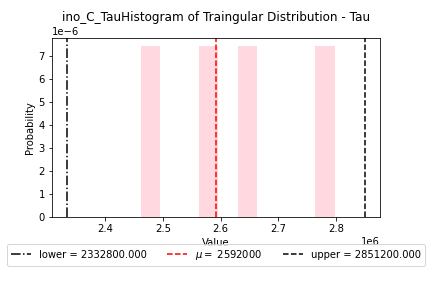 ino_C_TauHistogram of Traingular Distribution - Tau
1e−6
7
6
5
4
3
2
1
0
Probability
2.4 2.5 2.6 2.7 2.8
Value
1e6
lower = 2332800.000 μ = 2592000 upper = 2851200.000